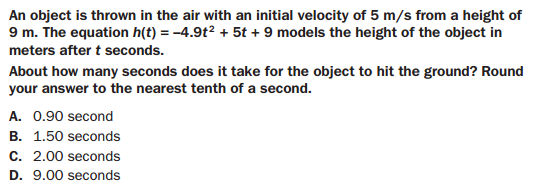 An object is thrown in the air with an initial velocity of 5 m/s from a height of
9 m. The equation h(t) = –4.9t² + 5t + 9 models the height of the object in
meters after t seconds.
About how many seconds does it take for the object to hit the ground? Round
your answer to the nearest tenth of a second.
A. 0.90 second
B. 1.50 seconds
C. 2.00 seconds
D. 9.00 seconds